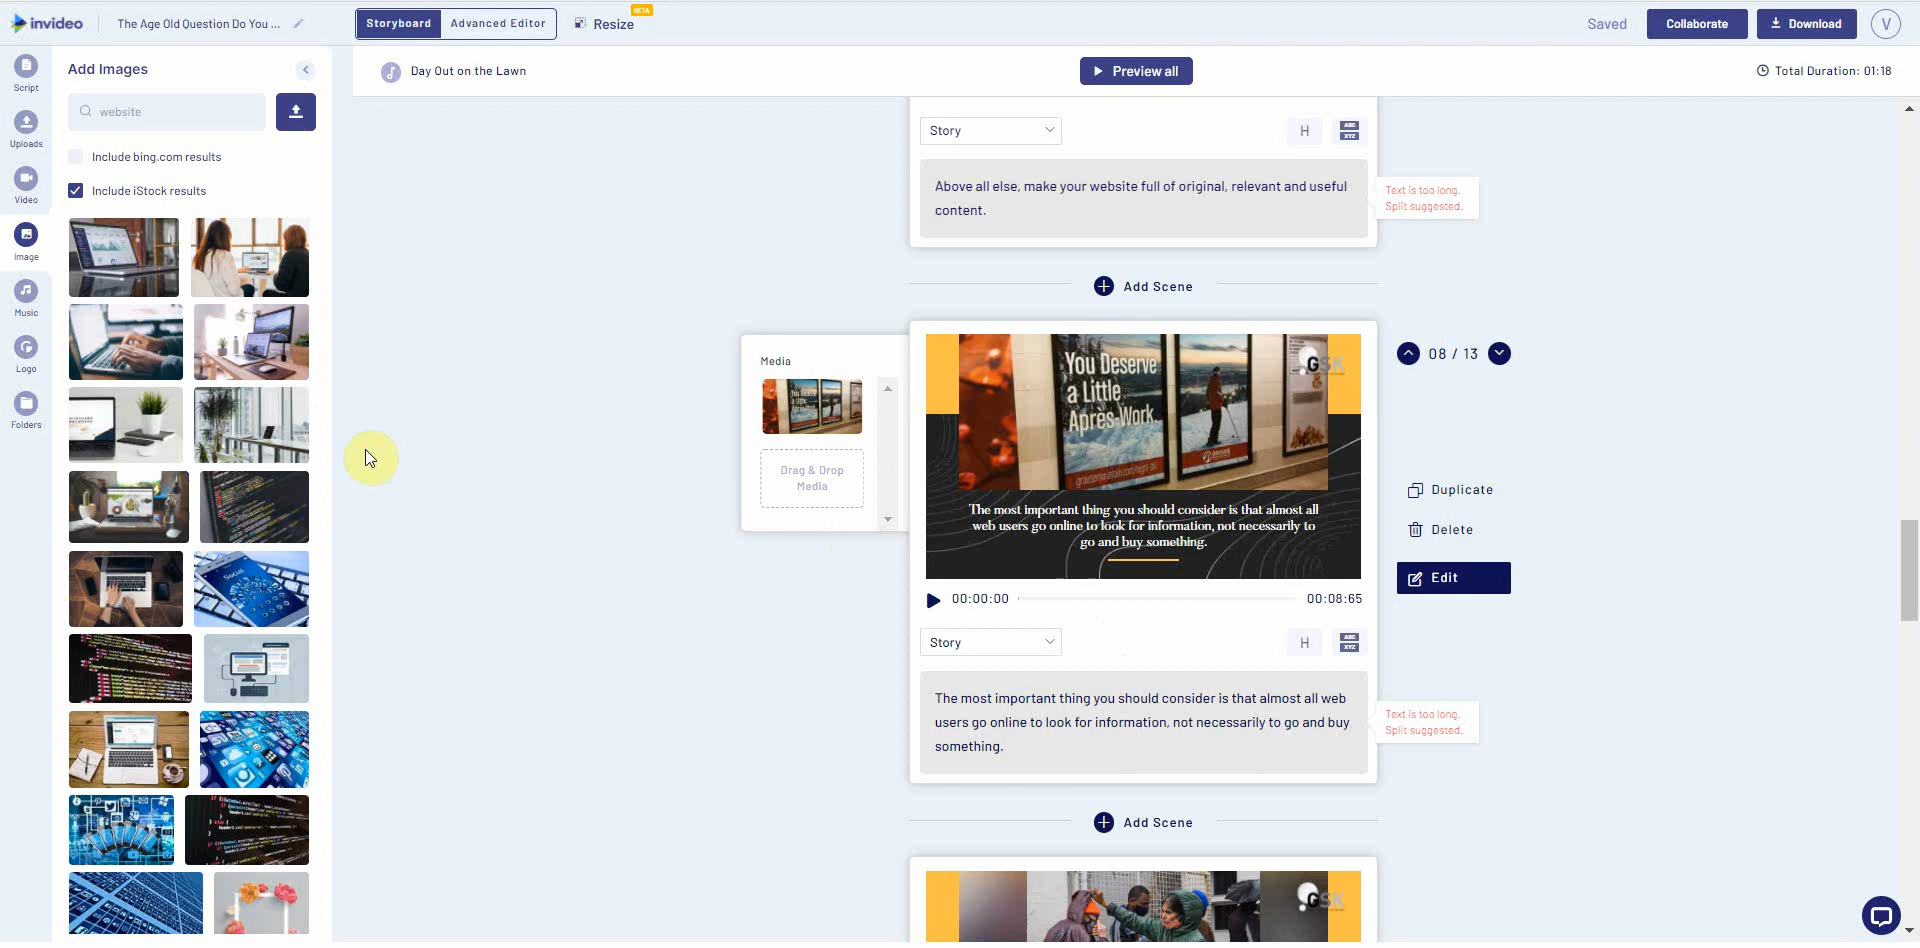 invideo
The Age Old Question Do You ...
Storyboard
Advanced Editor
Resize
BETA
Saved
Collaborate
Download
V
Script
Uploads
Video
Image
Music
Logo
Folders
Add Images
website
Include bing.com results
Include iStock results
Social
Day Out on the Lawn
Preview all
Total Duration: 01:18
Story
H
ABC
XYZ
Above all else, make your website full of original, relevant and useful
content.
Text is too long.
Split suggested.
Add Scene
Media
Drag & Drop
Media
You Deserve
a Little
Après-Work.
GSK
The most important thing you should consider is that almost all
web users go online to look for information, not necessarily to
go and buy something.
00:00:00
00:08:65
08 / 13
Duplicate
Delete
Edit
Story
H
ABC
XYZ
The most important thing you should consider is that almost all web
users go online to look for information, not necessarily to go and buy
something.
Text is too long.
Split suggested.
Add Scene
GSK